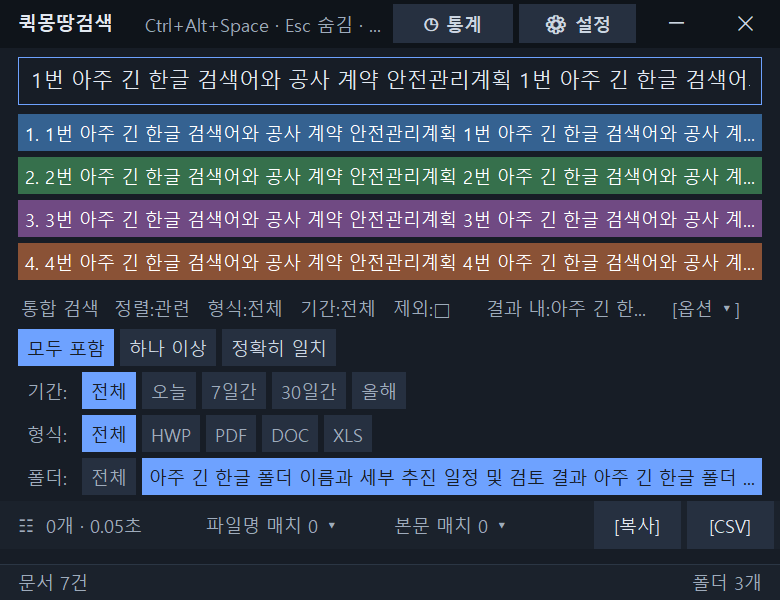 퀵몽땅검색 Ctrl+Alt+Space · Esc 숨김 · ... 통계 설정
1번 아주 긴 한글 검색어와 공사 계약 안전관리계획 1번 아주 긴 한글 검색어.
1. 1번 아주 긴 한글 검색어와 공사 계약 안전관리계획 1번 아주 긴 한글 검색어와 공사 계...
2. 2번 아주 긴 한글 검색어와 공사 계약 안전관리계획 2번 아주 긴 한글 검색어와 공사 계...
3. 3번 아주 긴 한글 검색어와 공사 계약 안전관리계획 3번 아주 긴 한글 검색어와 공사 계...
4. 4번 아주 긴 한글 검색어와 공사 계약 안전관리계획 4번 아주 긴 한글 검색어와 공사 계...
통합 검색 정렬:관련 형식:전체 기간:전체 제외:□ 결과 내:아주 긴 한... [옵션 ▾]
모두 포함 하나 이상 정확히 일치
기간: 전체 오늘 7일간 30일간 올해
형식: 전체 HWP PDF DOC XLS
폴더: 전체 아주 긴 한글 폴더 이름과 세부 추진 일정 및 검토 결과 아주 긴 한글 폴더 ...
☷ 0개 · 0.05초 파일명 매치 0 ▾ 본문 매치 0 ▾ [복사] [CSV]
문서 7건 폴더 3개